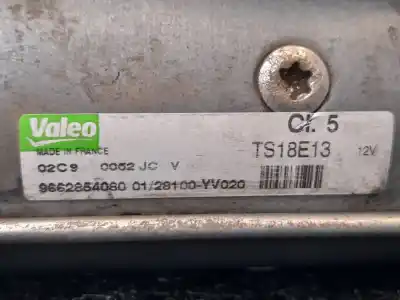 Valeo
Cl. 5
MADE IN FRANCE
TS18E13 12V
02C9 0062 JC V
9662854080 01/28100-YV020